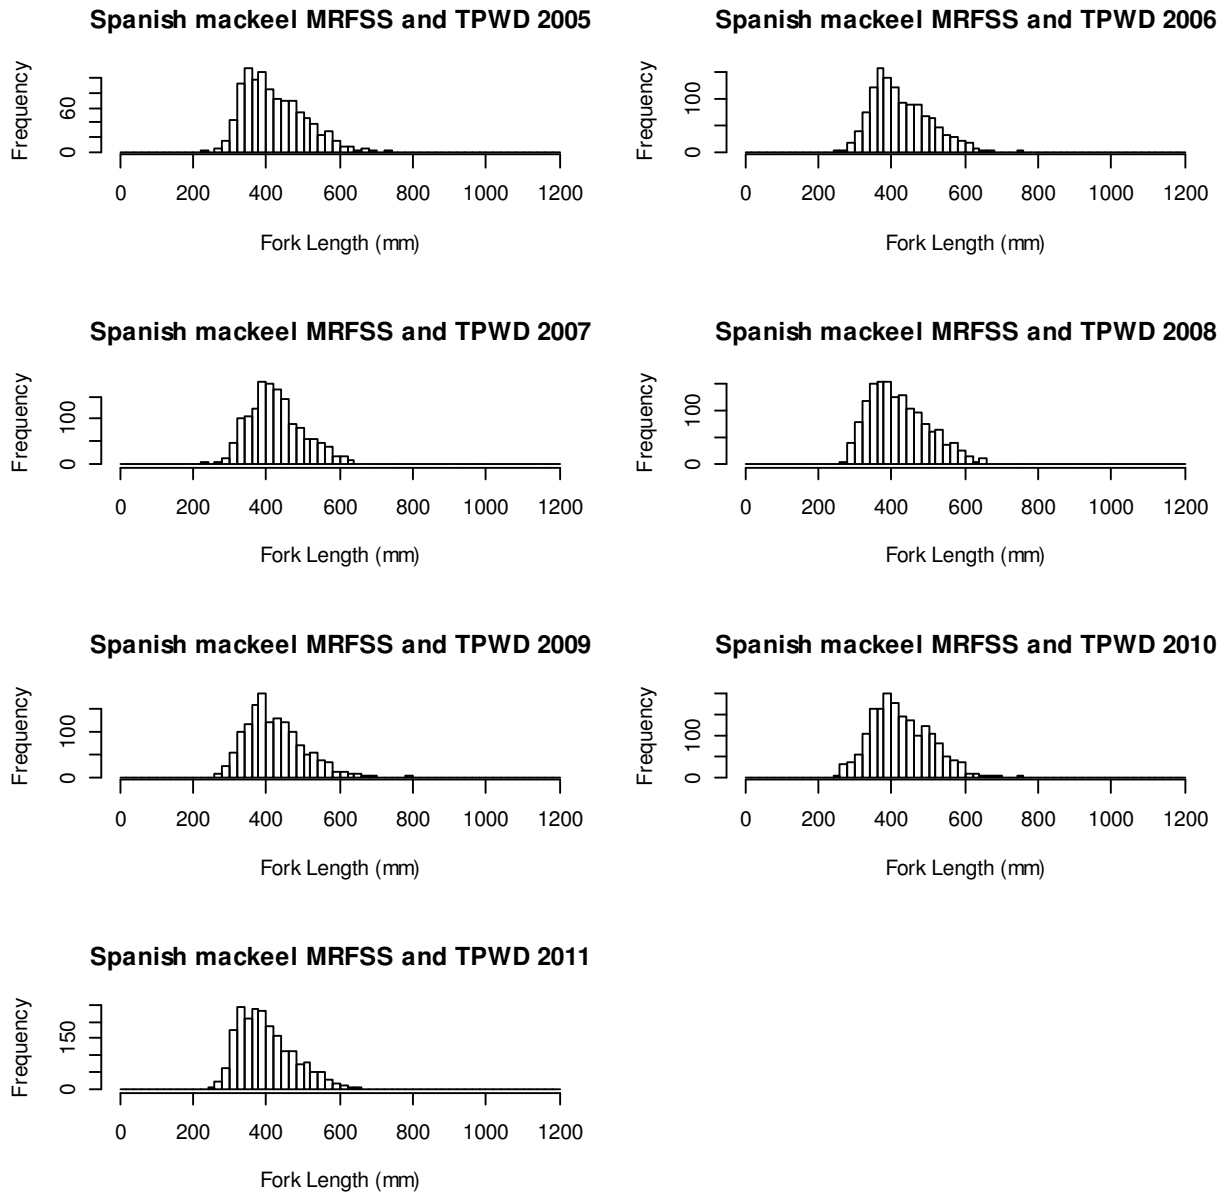 Spanish mackeel MRFSS and TPWD 2005
Frequency
0 60
0 200 400 600 800 1000 1200
Fork Length (mm)
Spanish mackeel MRFSS and TPWD 2006
Frequency
0 100
0 200 400 600 800 1000 1200
Fork Length (mm)
Spanish mackeel MRFSS and TPWD 2007
Frequency
0 100
0 200 400 600 800 1000 1200
Fork Length (mm)
Spanish mackeel MRFSS and TPWD 2008
Frequency
0 100
0 200 400 600 800 1000 1200
Fork Length (mm)
Spanish mackeel MRFSS and TPWD 2009
Frequency
0 100
0 200 400 600 800 1000 1200
Fork Length (mm)
Spanish mackeel MRFSS and TPWD 2010
Frequency
0 100
0 200 400 600 800 1000 1200
Fork Length (mm)
Spanish mackeel MRFSS and TPWD 2011
Frequency
0 150
0 200 400 600 800 1000 1200
Fork Length (mm)